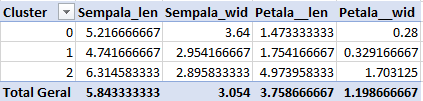 Cluster Sempala_len Sempala_wid Petala__len Petala__wid
0 5.216666667 3.64 1.473333333 0.28
1 4.741666667 2.954166667 1.754166667 0.329166667
2 6.314583333 2.895833333 4.973958333 1.703125
Total Geral 5.843333333 3.054 3.758666667 1.198666667